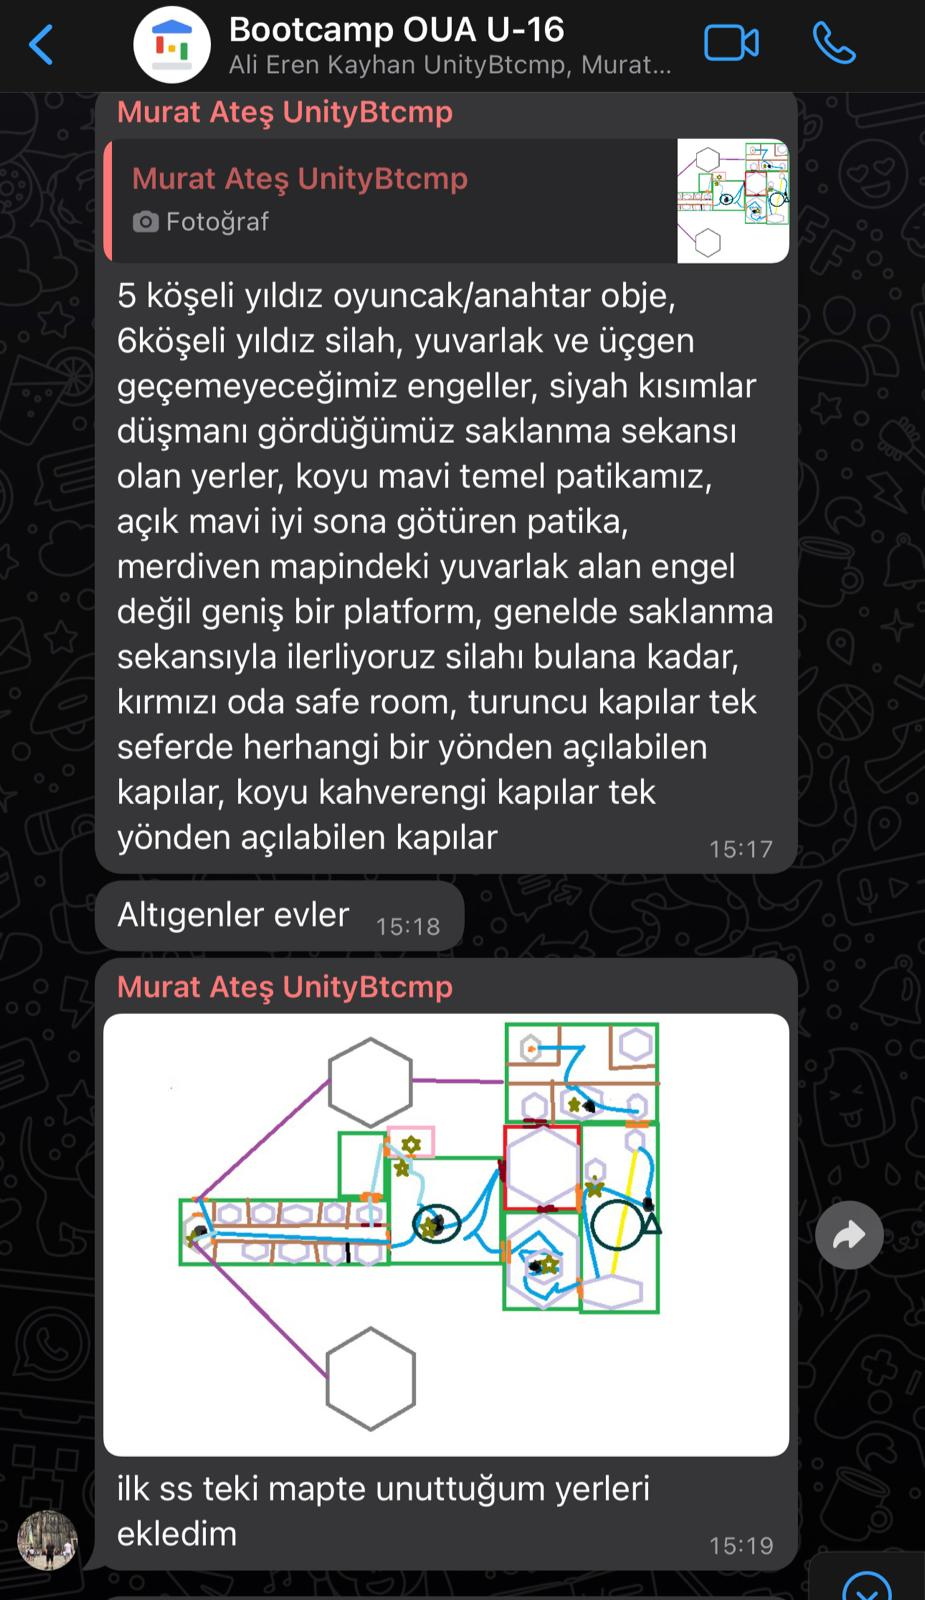 Bootcamp OUA U-16
Ali Eren Kayhan UnityBtcmp, Murat...
Murat Ateş UnityBtcmp
Murat Ateş UnityBtcmp
Fotoğraf
5 köşeli yıldız oyuncak/anahtar obje,
6köşeli yıldız silah, yuvarlak ve üçgen
geçemeyeceğimiz engeller, siyah kısımlar
düşmanı gördüğümüz saklanma sekansı
olan yerler, koyu mavi temel patikamız,
açık mavi iyi sona götüren patika,
merdiven mapindeki yuvarlak alan engel
değil geniş bir platform, genelde saklanma
sekansıyla ilerliyoruz silahı bulana kadar,
kırmızı oda safe room, turuncu kapılar tek
seferde herhangi bir yönden açılabilen
kapılar, koyu kahverengi kapılar tek
yönden açılabilen kapılar
15:17
Altıgenler evler 15:18
Murat Ateş UnityBtcmp
ilk ss teki mapte unuttuğum yerleri
ekledim
15:19